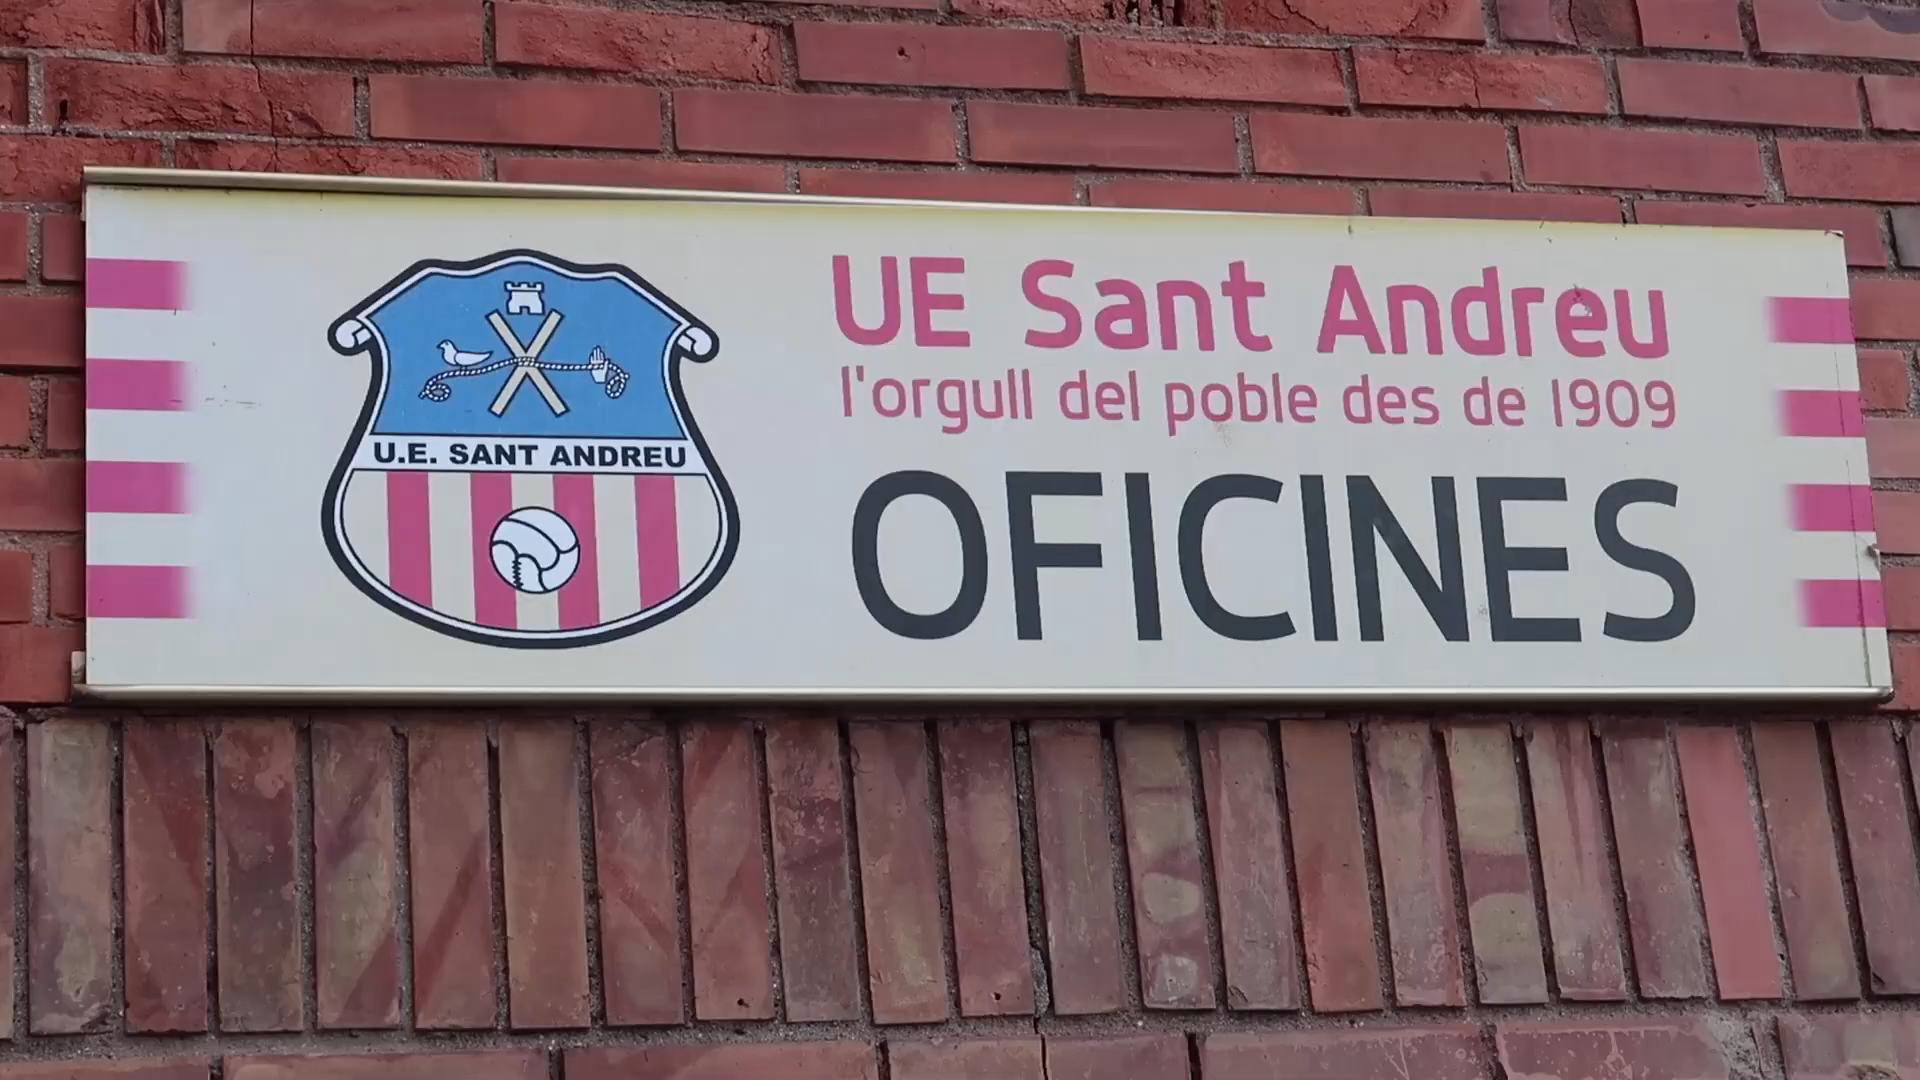 U.E. SANT ANDREU
UE Sant Andreu
l'orgull del poble des de 1909
OFICINES